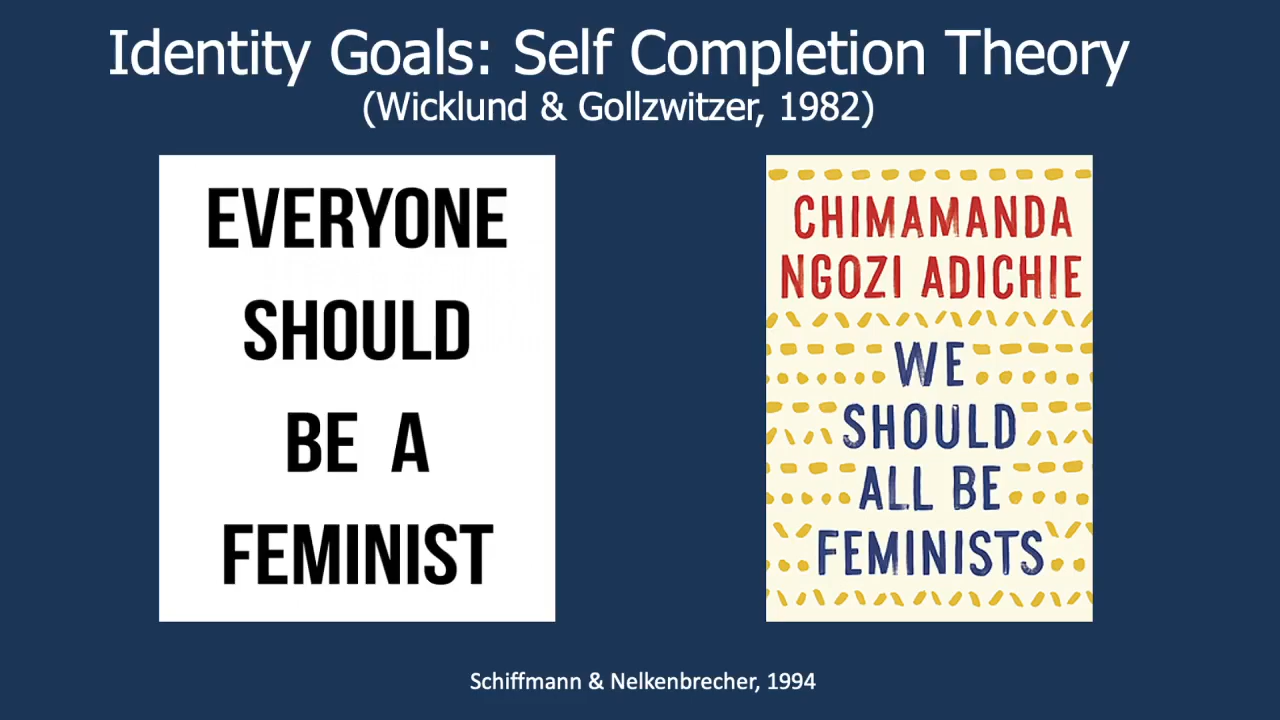 Identity Goals: Self Completion Theory
(Wicklund & Gollzwitzer, 1982)
EVERYONE
SHOULD
BE A
FEMINIST
CHIMAMANDA
NGOZI ADICHIE
WE
SHOULD
ALL BE
FEMINISTS
Schiffmann & Nelkenbrecher, 1994